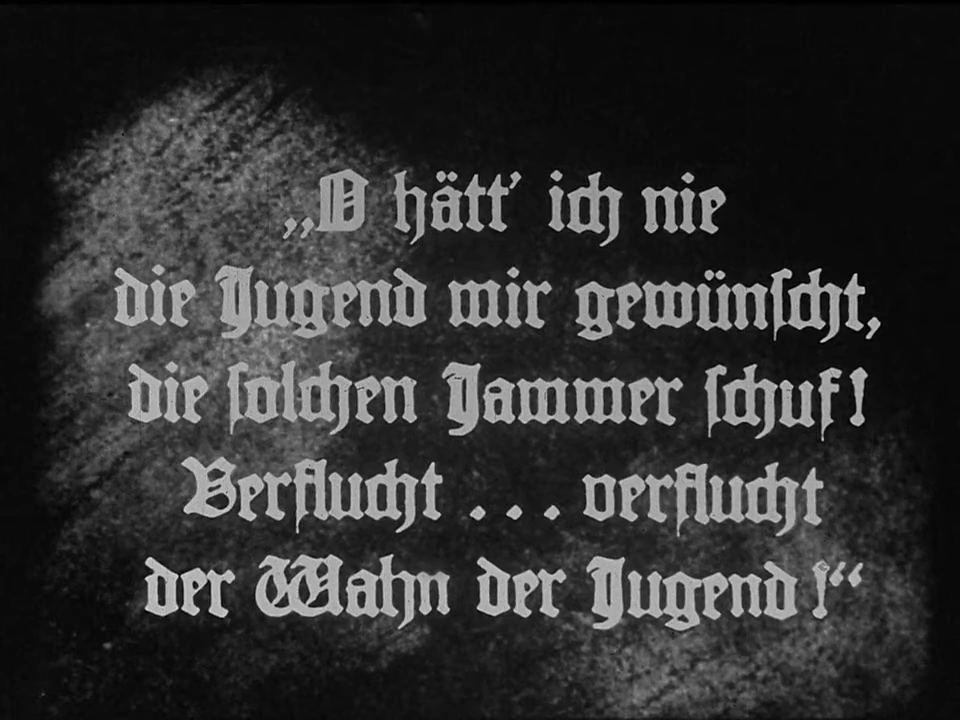 „O hätt' ich nie
die Jugend mir gewünscht,
die solchen Jammer schuf!
Verflucht . . . verflucht
der Wahn der Jugend!“